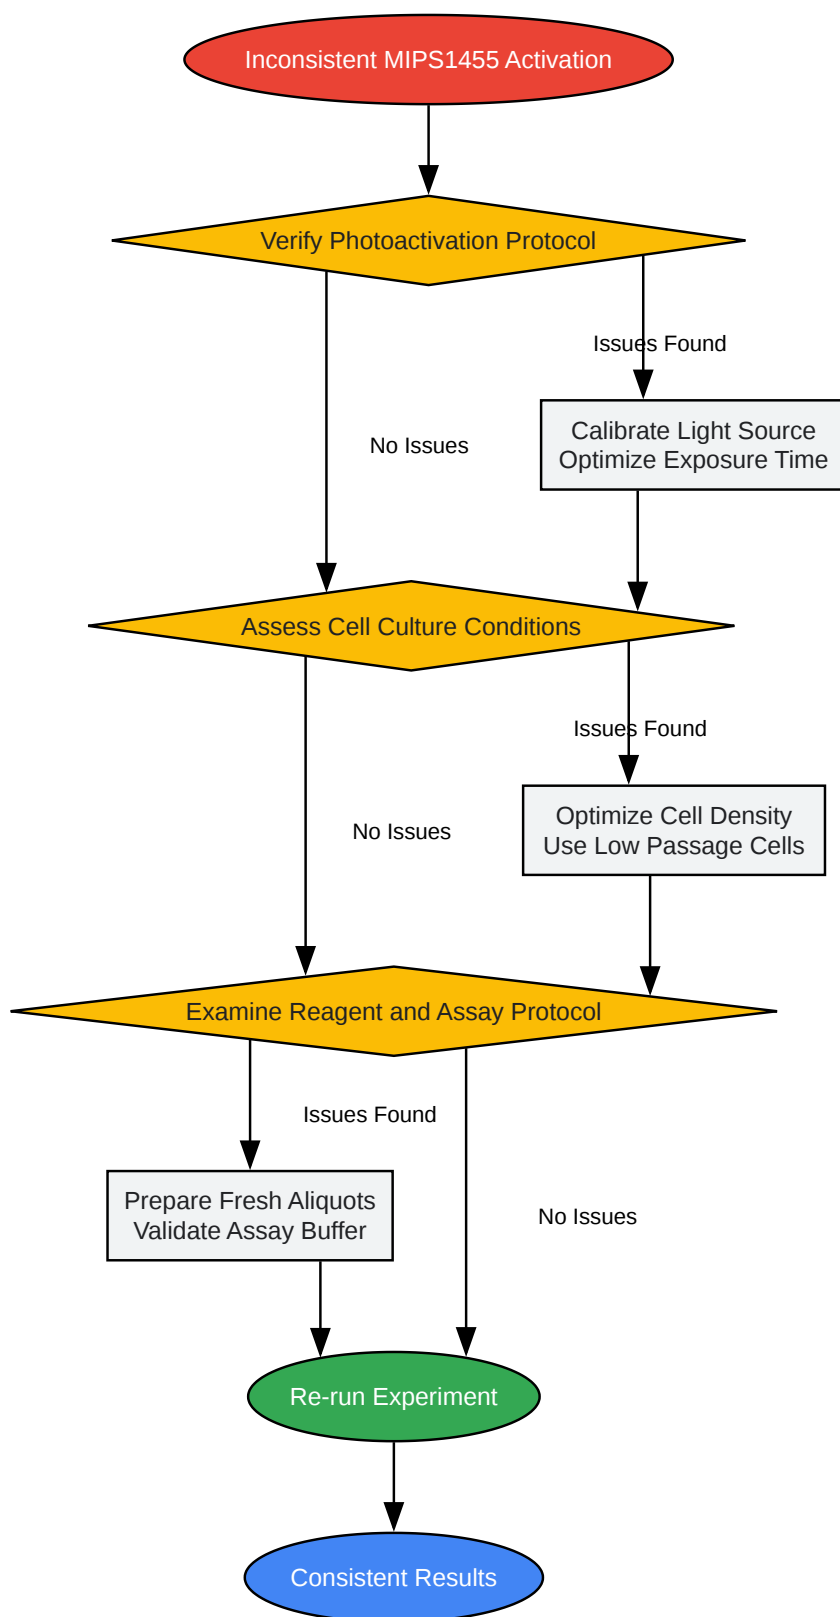 Inconsistent MIPS1455 Activation
Verify Photoactivation Protocol
Issues Found
Calibrate Light Source
Optimize Exposure Time
No Issues
Assess Cell Culture Conditions
Issues Found
Optimize Cell Density
Use Low Passage Cells
No Issues
Examine Reagent and Assay Protocol
Issues Found
Prepare Fresh Aliquots
Validate Assay Buffer
No Issues
Re-run Experiment
Consistent Results